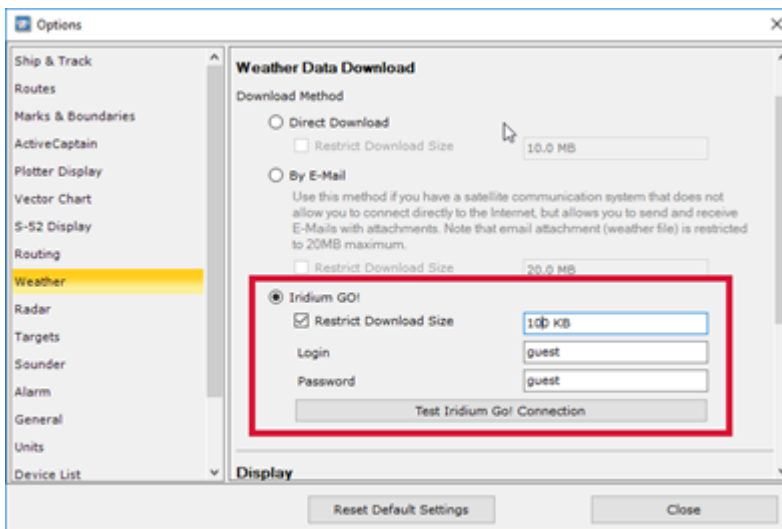 Options
Ship & Track
Routes
Marks & Boundaries
ActiveCaptain
Plotter Display
Vector Chart
S-52 Display
Routing
Weather
Radar
Targets
Sounder
Alarm
General
Units
Device List
Weather Data Download
Download Method
Direct Download
Restrict Download Size 10.0 MB
By E-Mail
Use this method if you have a satellite communication system that does not
allow you to connect directly to the Internet, but allows you to send and receive
E-Mails with attachments. Note that email attachment (weather file) is restricted
to 20MB maximum.
Restrict Download Size 20.0 MB
Iridium GO!
Restrict Download Size 100 KB
Login guest
Password guest
Test Iridium Go! Connection
Display
Reset Default Settings Close